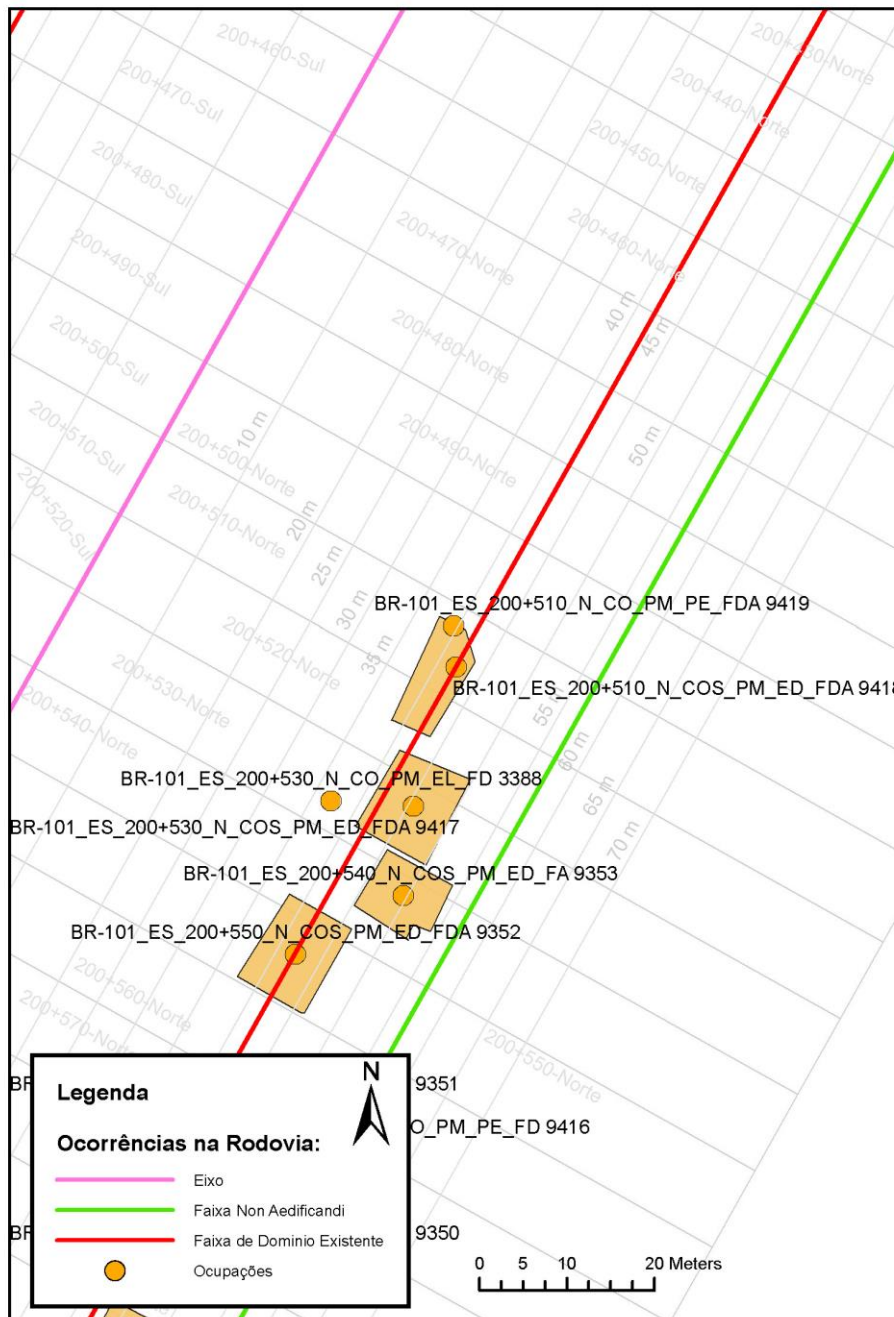 200+460-Sul
200+430-Norte
200+470-Sul
200+440-Norte
200+450-Norte
200+480-Sul
200+470-Norte
200+460-Norte
200+490-Sul
200+500-Sul
200+480-Norte
40 m
45 m
200+510-Sul
10 m
200+500-Norte
200+490-Norte
50 m
200+520-Sul
200+510-Norte
20 m
25 m
30 m
35 m
BR-101_ES_200+510_N_CO_PM_PE_FDA 9419
200+520-Norte
200+530-Norte
BR-101_ES_200+510_N_COS_PM_ED_FDA 9418
200+540-Norte
55 m
60 m
65 m
70 m
BR-101_ES_200+530_N_CO_PM_EL_FD 3388
BR-101_ES_200+530_N_COS_PM_ED_FDA 9417
BR-101_ES_200+540_N_COS_PM_ED_FA 9353
BR-101_ES_200+550_N_COS_PM_ED_FDA 9352
200+560-Norte
200+570-Norte
200+550-Norte
BR
9351
O_PM_PE_FD 9416
BR
9350
N
Legenda
Ocorrências na Rodovia:
Eixo
Faixa Non Aedificandi
Faixa de Dominio Existente
Ocupações
0 5 10 20 Meters